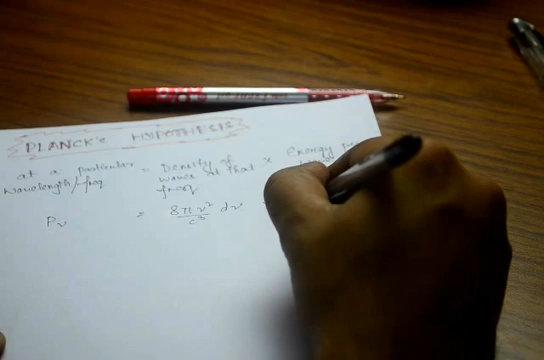 PLANCK'S HYPOTHESIS
at a particular = Density of × energy
wavelength/freq waves at that
freq
Pν = 8πν²/c³ dν